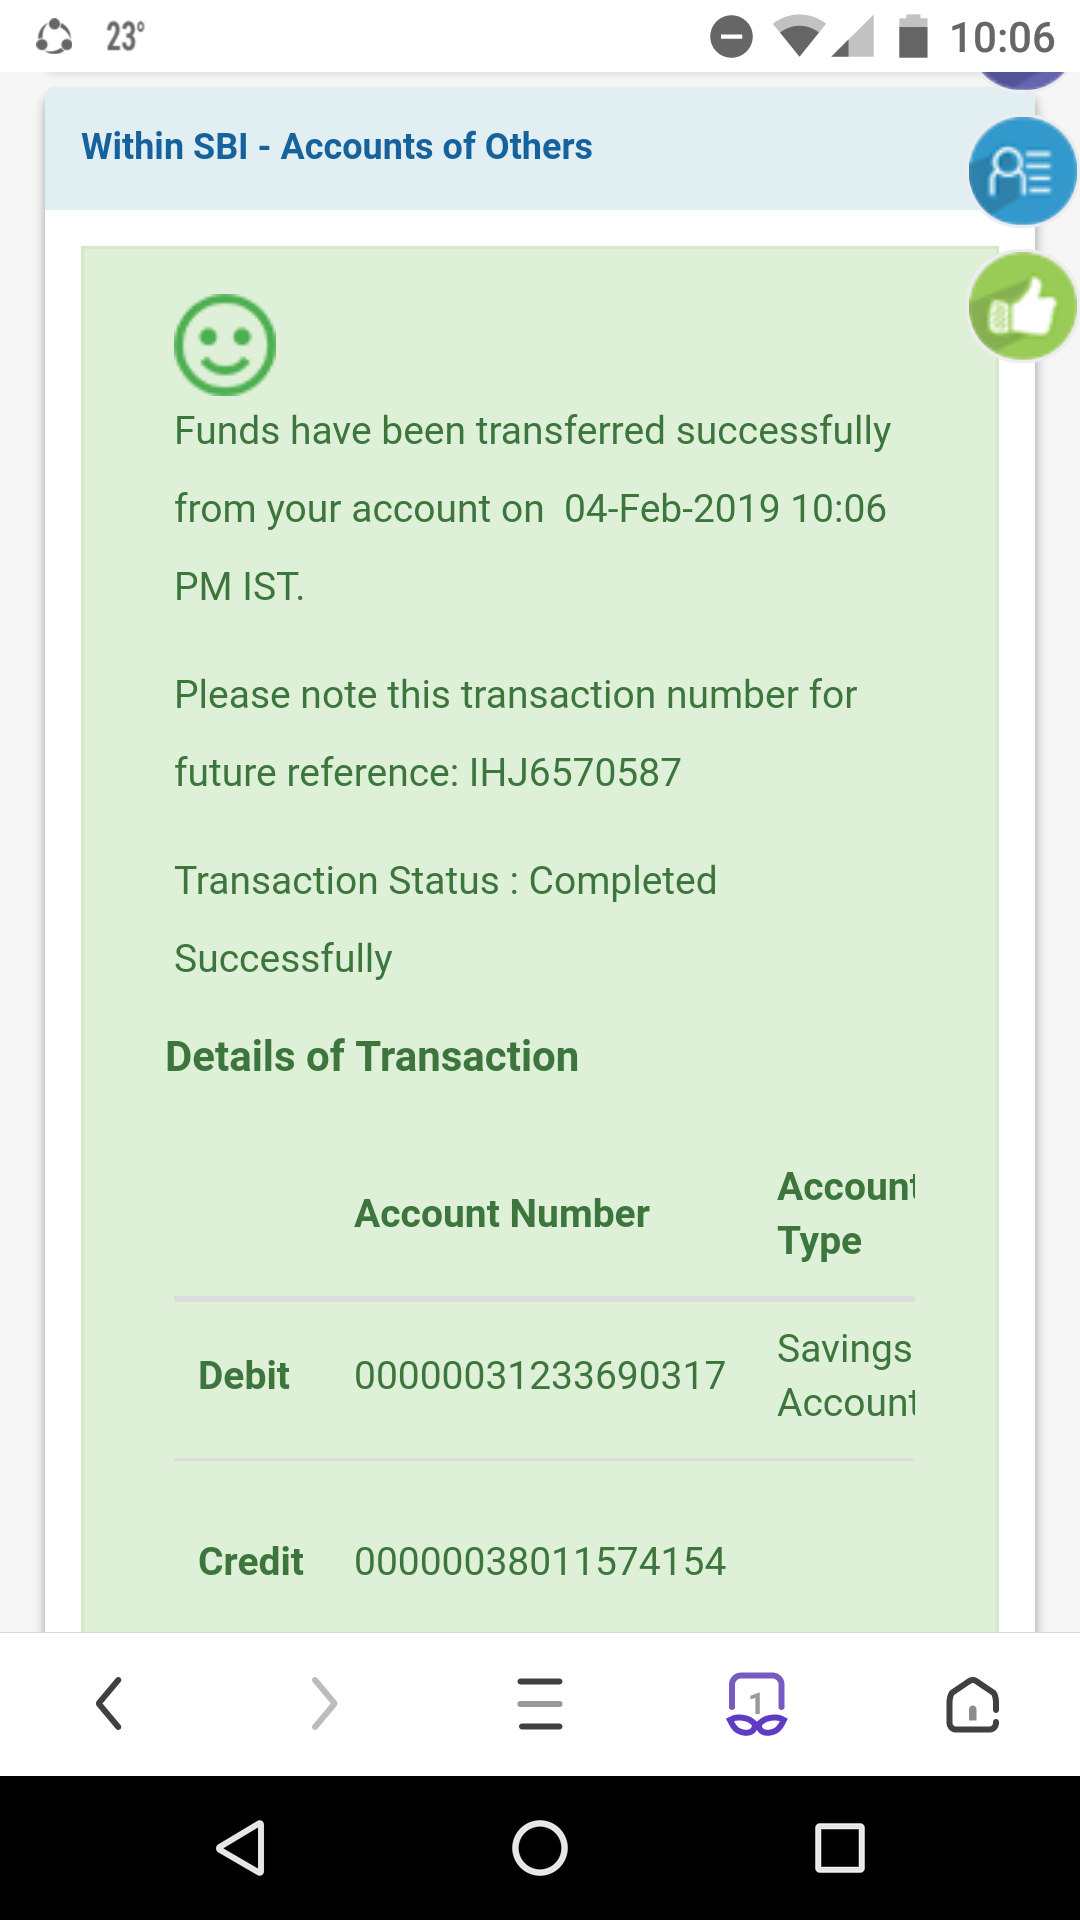 23°
10:06
Within SBI - Accounts of Others
Funds have been transferred successfully
from your account on 04-Feb-2019 10:06
PM IST.
Please note this transaction number for
future reference: IHJ6570587
Transaction Status : Completed
Successfully
Details of Transaction
Account Number
Account
Type
Debit 00000031233690317 Savings
Account
Credit 00000038011574154
1